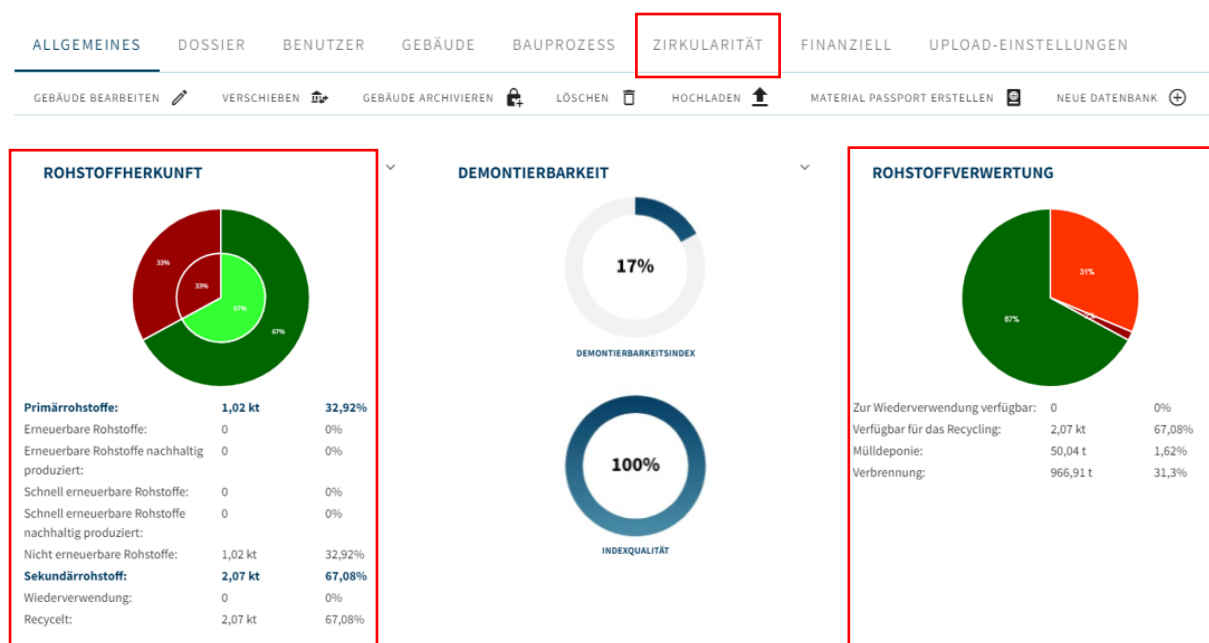 ALLGEMEINES DOSSIER BENUTZER GEBÄUDE BAUPROZESS ZIRKULARITÄT FINANZIELL UPLOAD-EINSTELLUNGEN
GEBÄUDE BEARBEITEN VERSCHIEBEN GEBÄUDE ARCHIVIEREN LÖSCHEN HOCHLADEN MATERIAL PASSPORT ERSTELLEN NEUE DATENBANK
ROHSTOFFHERKUNFT
33%
33%
67%
67%
Primärrohstoffe: 1,02 kt 32,92%
Erneuerbare Rohstoffe: 0 0%
Erneuerbare Rohstoffe nachhaltig 0 0%
produziert:
Schnell erneuerbare Rohstoffe: 0 0%
Schnell erneuerbare Rohstoffe 0 0%
nachhaltig produziert:
Nicht erneuerbare Rohstoffe: 1,02 kt 32,92%
Sekundärrohstoff: 2,07 kt 67,08%
Wiederverwendung: 0 0%
Recycelt: 2,07 kt 67,08%
DEMONTIERBARKEIT
17%
DEMONTIERBARKEITSINDEX
100%
INDEXQUALITÄT
ROHSTOFFVERWERTUNG
31%
67%
Zur Wiederverwendung verfügbar: 0 0%
Verfügbar für das Recycling: 2,07 kt 67,08%
Mülldeponie: 50,04 t 1,62%
Verbrennung: 966,91 t 31,3%